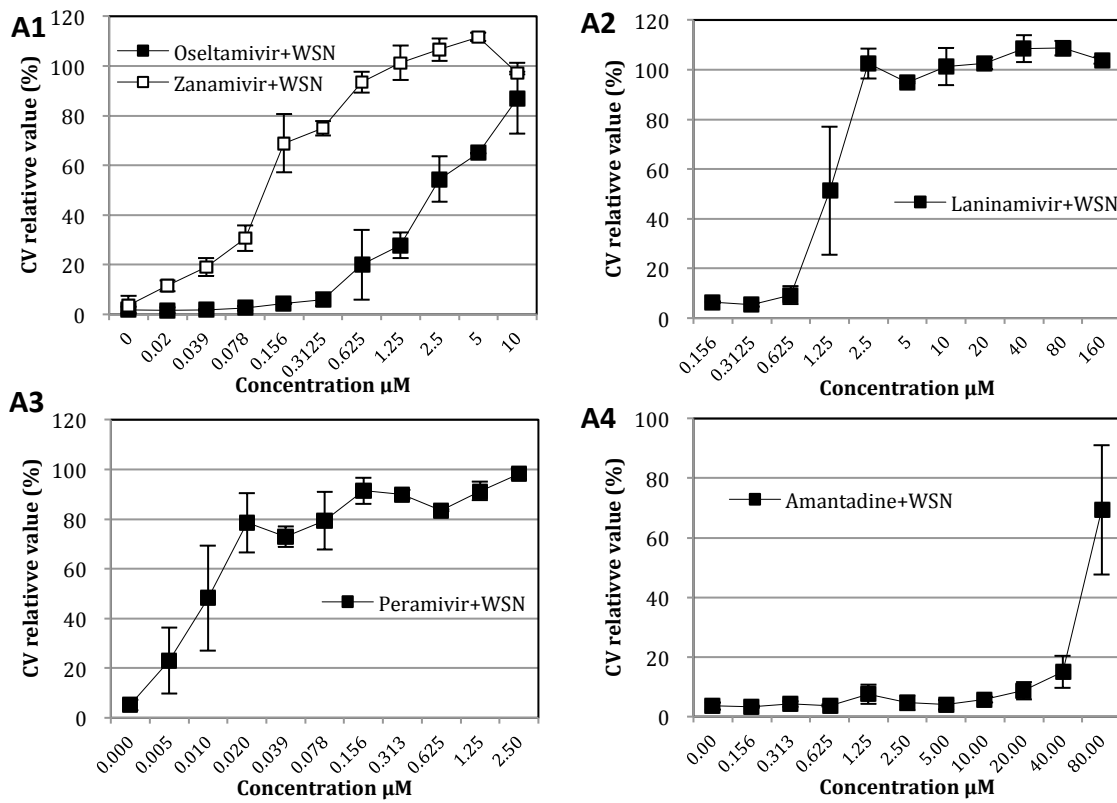 A1
120
100
80
60
40
20
0
CV relativve value (%)
Oseltamivir+WSN
Zanamivir+WSN
0 0.02 0.039 0.078 0.156 0.3125 0.625 1.25 2.5 5 10
Concentration µM
A2
120
100
80
60
40
20
0
CV relativve value (%)
Laninamivir+WSN
0.156 0.3125 0.625 1.25 2.5 5 10 20 40 80 160
Concentration µM
A3
120
100
80
60
40
20
0
CV relativve value (%)
Peramivir+WSN
0.000 0.005 0.010 0.020 0.039 0.078 0.156 0.313 0.625 1.25 2.50
Concentration µM
A4
100
80
60
40
20
0
CV relativve value (%)
Amantadine+WSN
0.00 0.156 0.313 0.625 1.25 2.50 5.00 10.00 20.00 40.00 80.00
Concentration µM